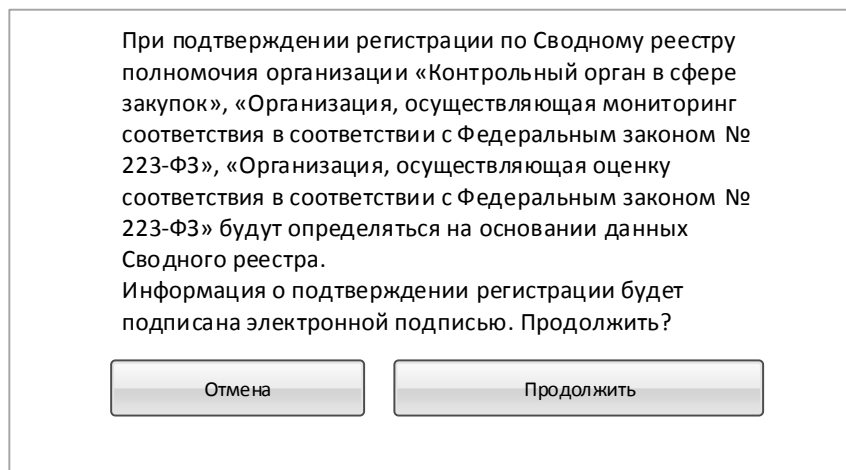 При подтверждении регистрации по Сводному реестру
полномочия организации «Контрольный орган в сфере
закупок», «Организация, осуществляющая мониторинг
соответствия в соответствии с Федеральным законом №
223-ФЗ», «Организация, осуществляющая оценку
соответствия в соответствии с Федеральным законом №
223-ФЗ» будут определяться на основании данных
Сводного реестра.
Информация о подтверждении регистрации будет
подписана электронной подписью. Продолжить?
Отмена
Продолжить